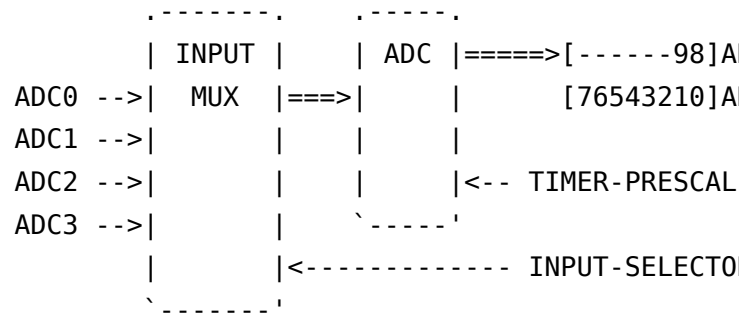 .-------. .-----.
| INPUT | | ADC |=====>[------98]A
ADC0 -->| MUX |===>| | [76543210]A
ADC1 -->| | | |
ADC2 -->| | | |<-- TIMER-PRESCAL
ADC3 -->| | `-----'
| |<------------- INPUT-SELECTO
`-------'